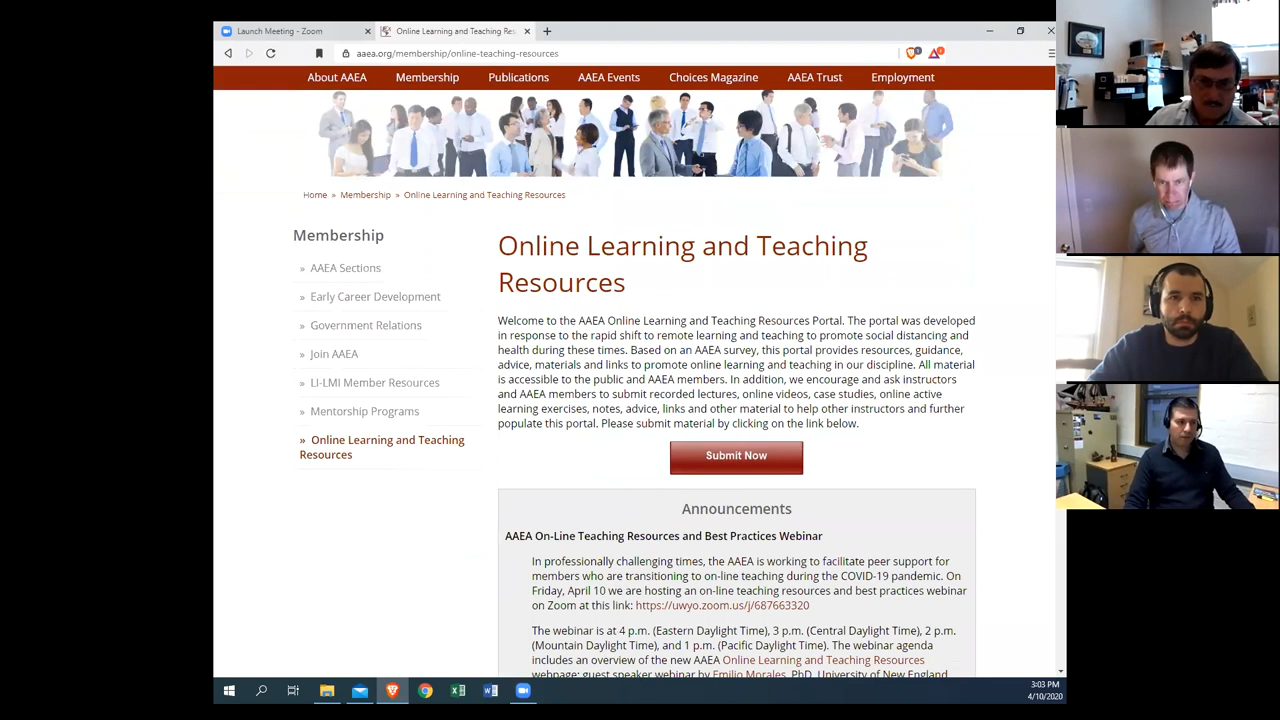 Launch Meeting - Zoom
Online Learning and Teaching Res
aaea.org/membership/online-teaching-resources
About AAEA Membership Publications AAEA Events Choices Magazine AAEA Trust Employment
Home » Membership » Online Learning and Teaching Resources
Membership
» AAEA Sections
» Early Career Development
» Government Relations
» Join AAEA
» LI-LMI Member Resources
» Mentorship Programs
» Online Learning and Teaching
Resources
Online Learning and Teaching
Resources
Welcome to the AAEA Online Learning and Teaching Resources Portal. The portal was developed
in response to the rapid shift to remote learning and teaching to promote social distancing and
health during these times. Based on an AAEA survey, this portal provides resources, guidance,
advice, materials and links to promote online learning and teaching in our discipline. All material
is accessible to the public and AAEA members. In addition, we encourage and ask instructors
and AAEA members to submit recorded lectures, online videos, case studies, online active
learning exercises, notes, advice, links and other material to help other instructors and further
populate this portal. Please submit material by clicking on the link below.
Submit Now
Announcements
AAEA On-Line Teaching Resources and Best Practices Webinar
In professionally challenging times, the AAEA is working to facilitate peer support for
members who are transitioning to on-line teaching during the COVID-19 pandemic. On
Friday, April 10 we are hosting an on-line teaching resources and best practices webinar
on Zoom at this link: https://uwyo.zoom.us/j/687663320
The webinar is at 4 p.m. (Eastern Daylight Time), 3 p.m. (Central Daylight Time), 2 p.m.
(Mountain Daylight Time), and 1 p.m. (Pacific Daylight Time). The webinar agenda
includes an overview of the new AAEA Online Learning and Teaching Resources
webpage; guest speaker webinar by Emilio Morales, PhD, University of New England
3:03 PM
4/10/2020